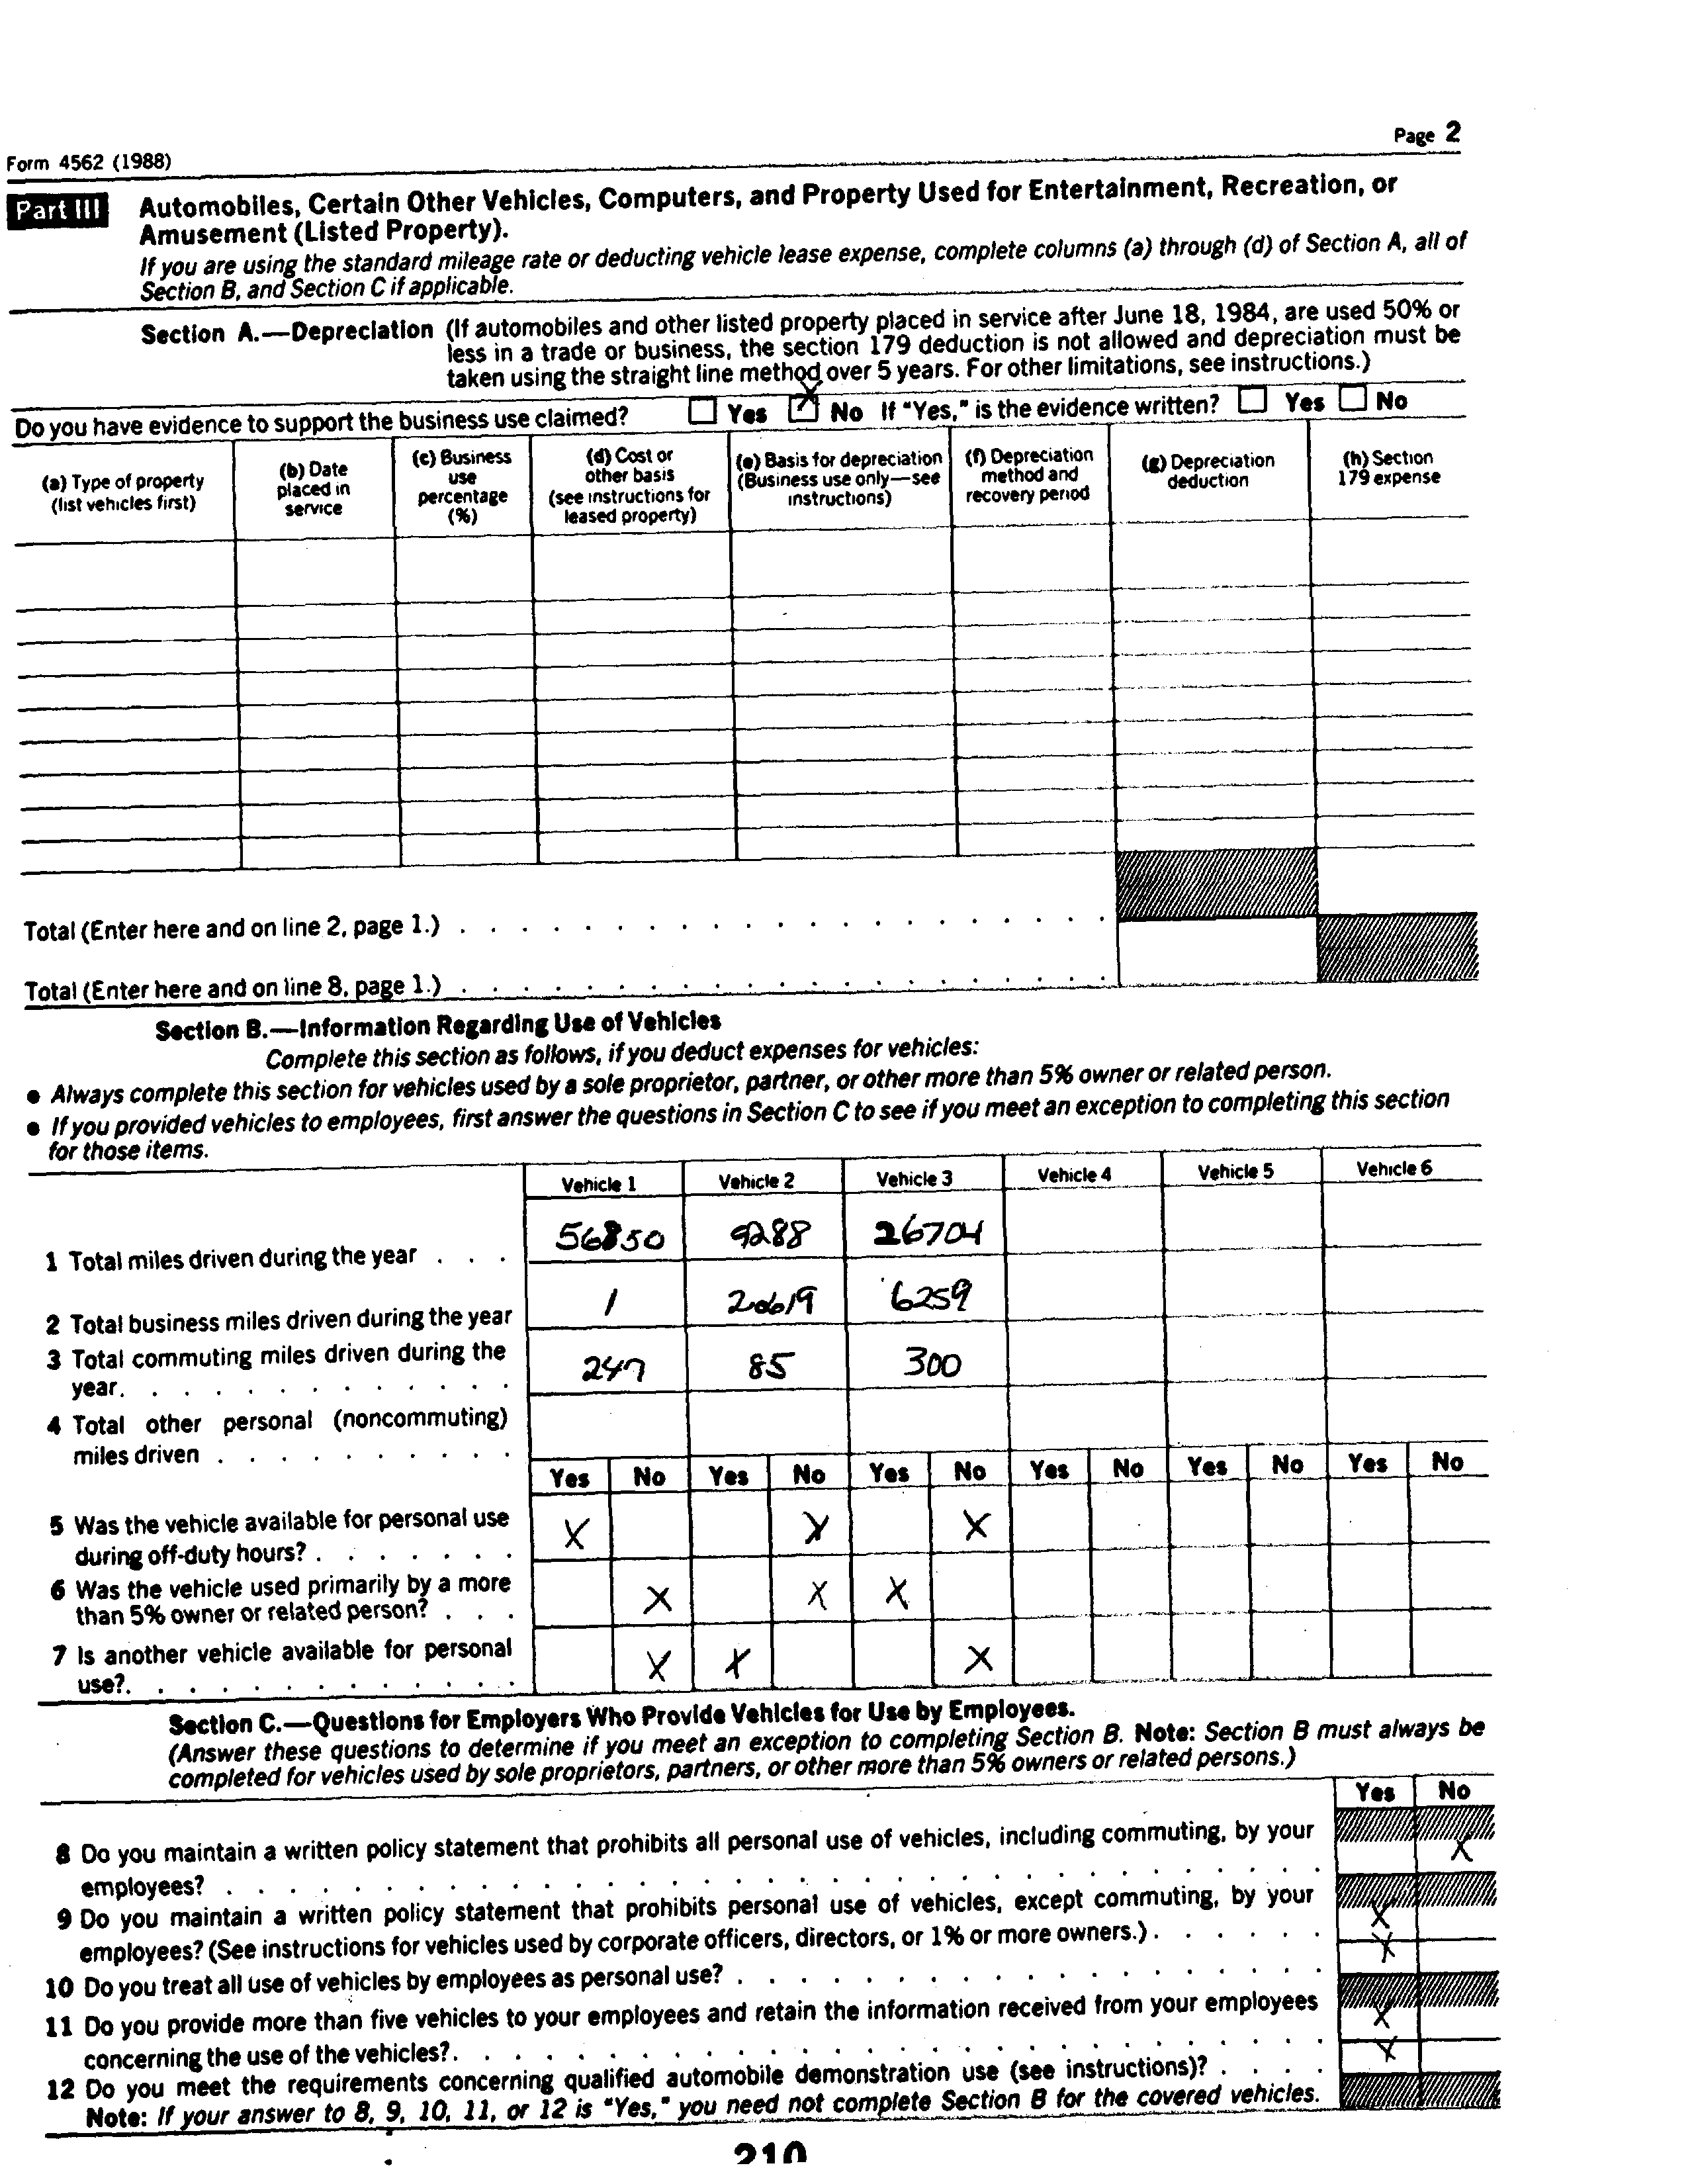 Page 2
Form 4562 (1988)
Part III Automobiles, Certain Other Vehicles, Computers, and Property Used for Entertainment, Recreation, or
Amusement (Listed Property).
If you are using the standard mileage rate or deducting vehicle lease expense, complete columns (a) through (d) of Section A, all of
Section B, and Section C if applicable.
Section A.—Depreciation (If automobiles and other listed property placed in service after June 18, 1984, are used 50% or
less in a trade or business, the section 179 deduction is not allowed and depreciation must be
taken using the straight line method over 5 years. For other limitations, see instructions.)
Do you have evidence to support the business use claimed? Yes X No If "Yes," is the evidence written? Yes No
(a) Type of property
(list vehicles first)
(b) Date
placed in
service
(c) Business
use
percentage
(%)
(d) Cost or
other basis
(see instructions for
leased property)
(e) Basis for depreciation
(Business use only—see
instructions)
(f) Depreciation
method and
recovery period
(g) Depreciation
deduction
(h) Section
179 expense
Total (Enter here and on line 2, page 1.)
Total (Enter here and on line 8, page 1.)
Section B.—Information Regarding Use of Vehicles
Complete this section as follows, if you deduct expenses for vehicles:
● Always complete this section for vehicles used by a sole proprietor, partner, or other more than 5% owner or related person.
● If you provided vehicles to employees, first answer the questions in Section C to see if you meet an exception to completing this section
for those items.
Vehicle 1 Vehicle 2 Vehicle 3 Vehicle 4 Vehicle 5 Vehicle 6
1 Total miles driven during the year . . . 56850 9288 26704
2 Total business miles driven during the year 1 6259
3 Total commuting miles driven during the
year. 247 85 300
4 Total other personal (noncommuting)
miles driven
Yes No Yes No Yes No Yes No Yes No Yes No
5 Was the vehicle available for personal use
during off-duty hours? X X X
6 Was the vehicle used primarily by a more
than 5% owner or related person? X X X
7 Is another vehicle available for personal
use? X X X
Section C.—Questions for Employers Who Provide Vehicles for Use by Employees.
(Answer these questions to determine if you meet an exception to completing Section B. Note: Section B must always be
completed for vehicles used by sole proprietors, partners, or other more than 5% owners or related persons.)
Yes No
8 Do you maintain a written policy statement that prohibits all personal use of vehicles, including commuting, by your
employees? X
9 Do you maintain a written policy statement that prohibits personal use of vehicles, except commuting, by your
employees? (See instructions for vehicles used by corporate officers, directors, or 1% or more owners.) X
10 Do you treat all use of vehicles by employees as personal use? X
11 Do you provide more than five vehicles to your employees and retain the information received from your employees
concerning the use of the vehicles? X
12 Do you meet the requirements concerning qualified automobile demonstration use (see instructions)? X
Note: If your answer to 8, 9, 10, 11, or 12 is "Yes," you need not complete Section B for the covered vehicles.
210